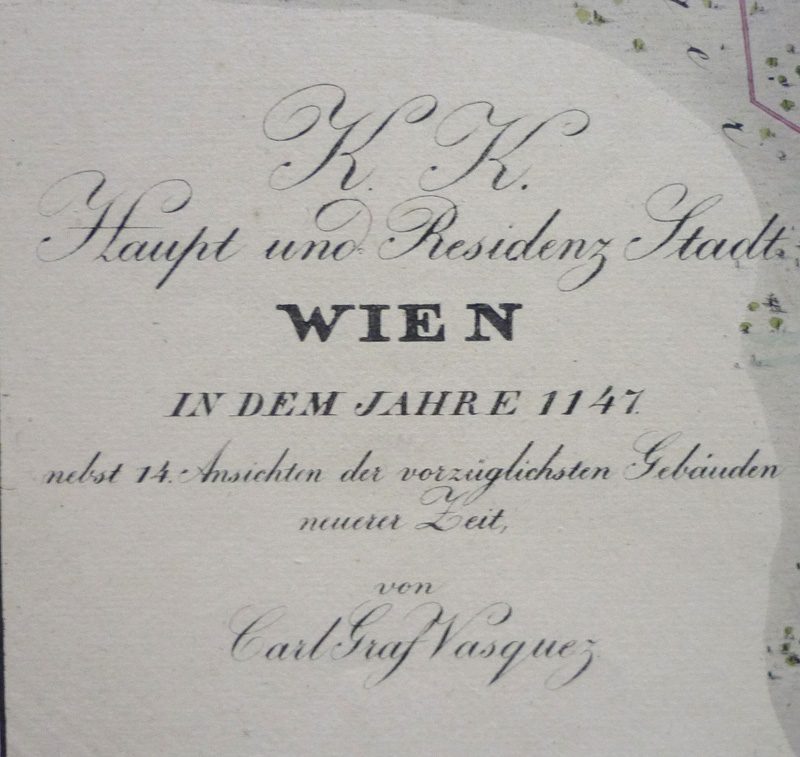 K. K.
Haupt und Residenz Stadt.
WIEN
IN DEM JAHRE 1147.
nebst 14. Ansichten der vorzüglichsten Gebäuden
neuerer Zeit,
von
Carl Graf Vasquez